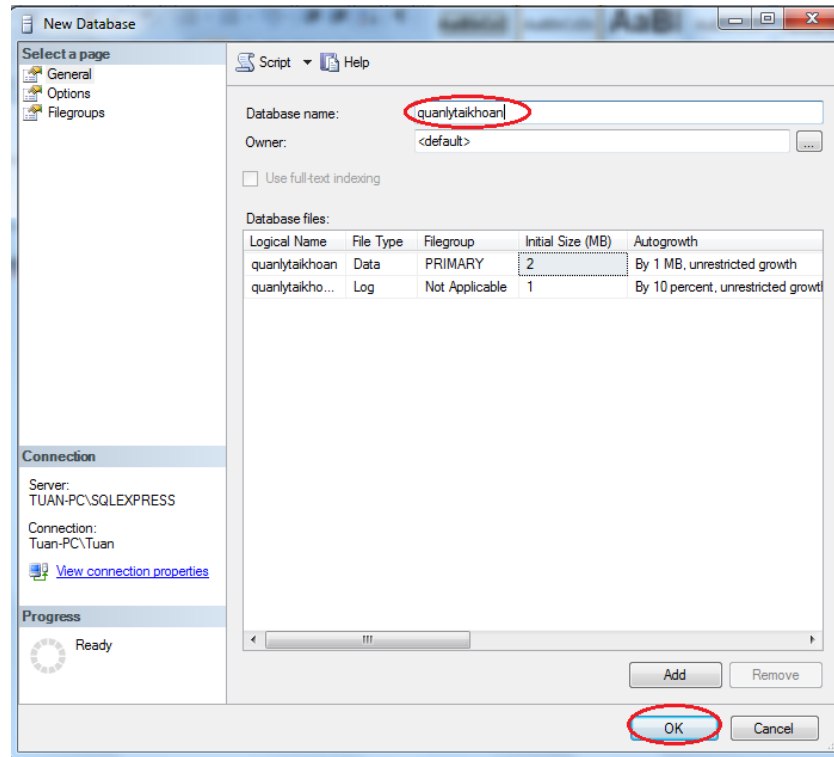 New Database
Select a page
General
Options
Filegroups
Script Help
Database name: quanlytaikhoan
Owner: <default> ...
Use full-text indexing
Database files:
Logical Name File Type Filegroup Initial Size (MB) Autogrowth
quanlytaikhoan Data PRIMARY 2 By 1 MB, unrestricted growth
quanlytaikho... Log Not Applicable 1 By 10 percent, unrestricted growtl
Connection
Server:
TUAN-PC\SQLEXPRESS
Connection:
Tuan-PC\Tuan
View connection properties
Progress
Ready
Add Remove
OK Cancel